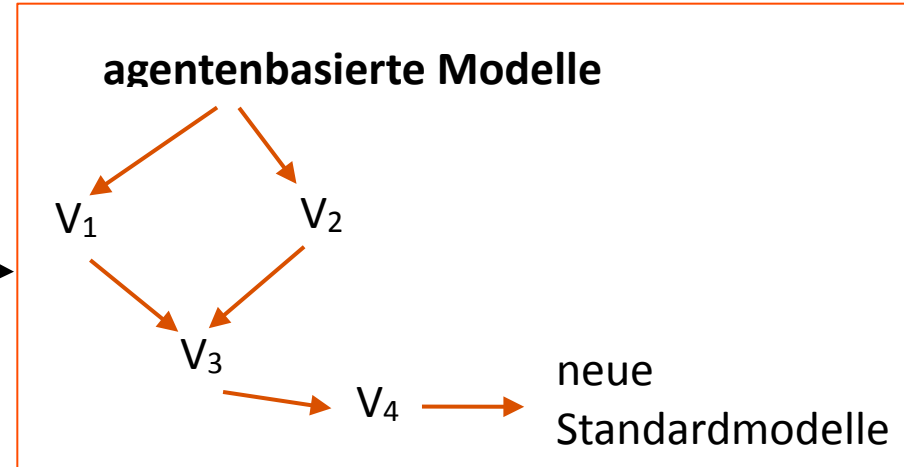 agentenbasierte Modelle
V₁
V₂
V₃
V₄
neue
Standardmodelle